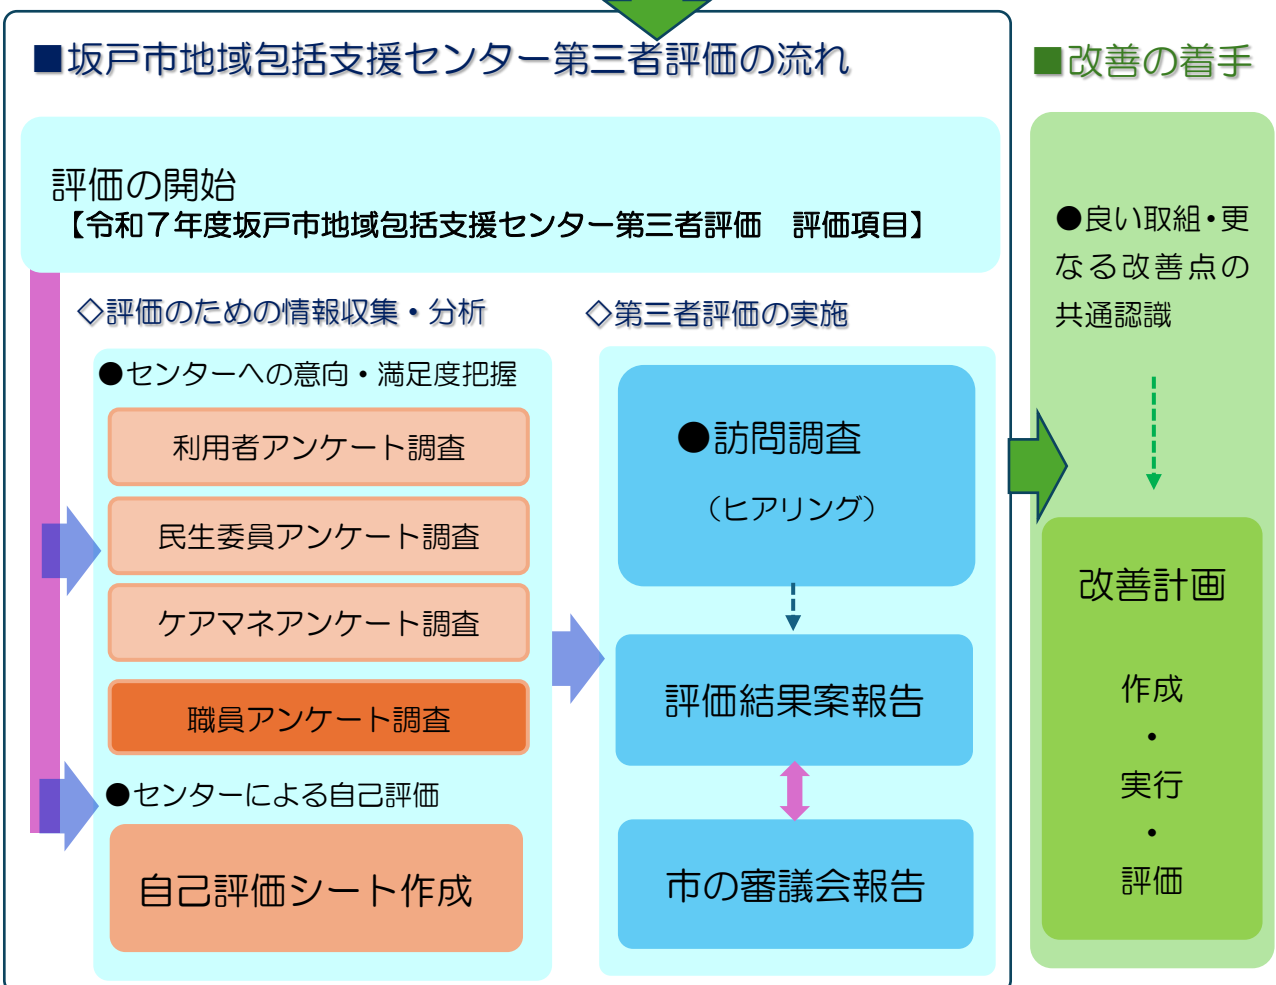 ■坂戸市地域包括支援センター第三者評価の流れ
評価の開始
【令和７年度坂戸市地域包括支援センター第三者評価　評価項目】
◇評価のための情報収集・分析
●センターへの意向・満足度把握
利用者アンケート調査
民生委員アンケート調査
ケアマネアンケート調査
職員アンケート調査
●センターによる自己評価
自己評価シート作成
◇第三者評価の実施
●訪問調査
（ヒアリング）
評価結果案報告
市の審議会報告
■改善の着手
●良い取組・更
なる改善点の
共通認識
改善計画
作成
・
実行
・
評価